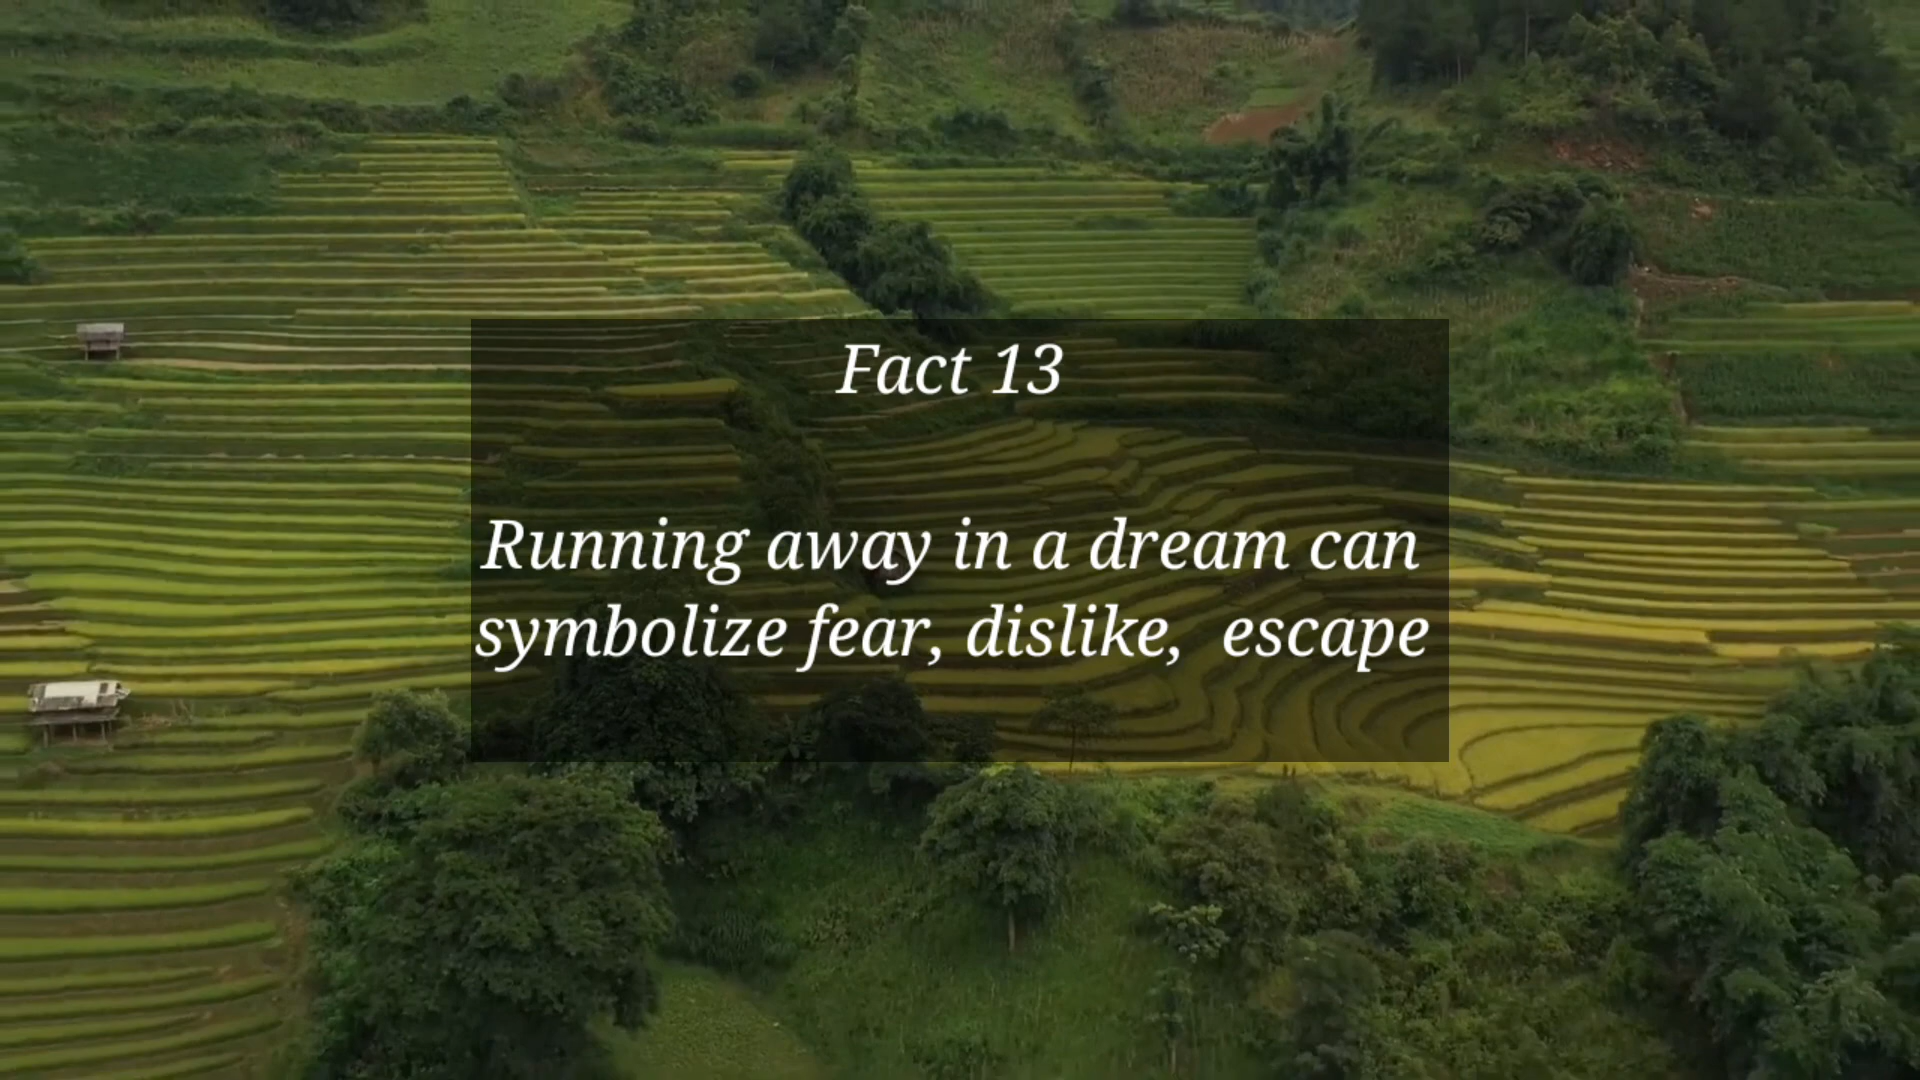 Fact 13
Running away in a dream can
symbolize fear, dislike,  escape